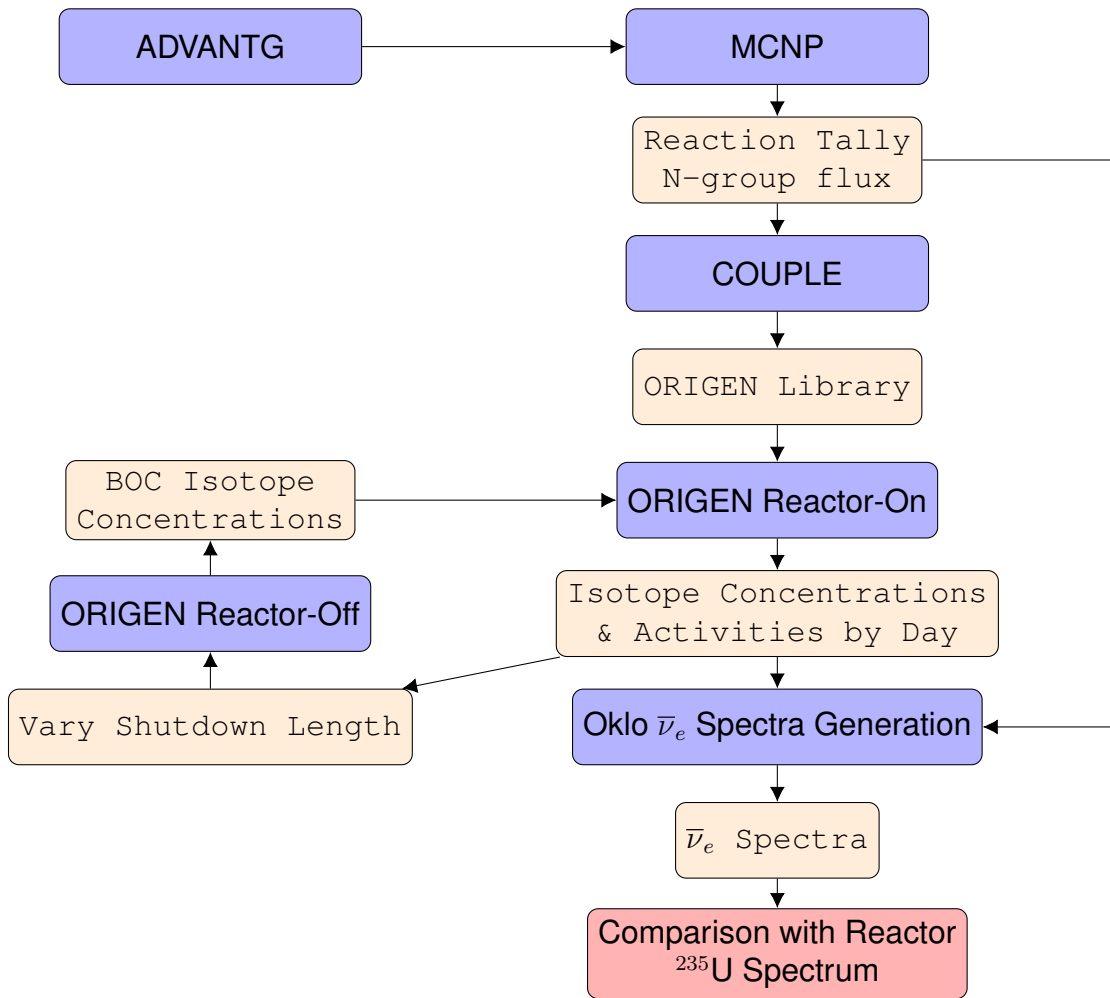 ADVANTG
MCNP
Reaction Tally
N-group flux
COUPLE
ORIGEN Library
BOC Isotope
Concentrations
ORIGEN Reactor-On
ORIGEN Reactor-Off
Isotope Concentrations
& Activities by Day
Vary Shutdown Length
Oklo ν̅ₑ Spectra Generation
ν̅ₑ Spectra
Comparison with Reactor
²³⁵U Spectrum